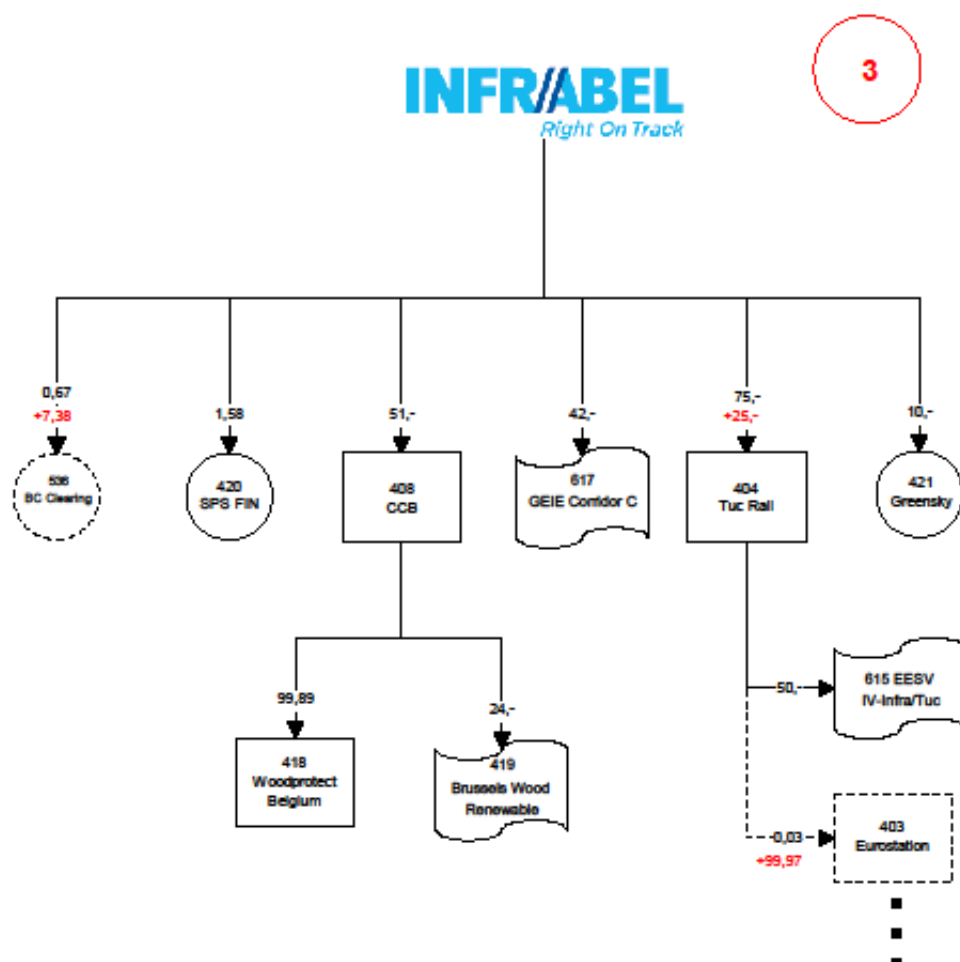 3
INFR//ABEL
Right On Track
0,67
+7,38
1,58
51,-
42,-
75,-
+25,-
10,-
536
BC Clearing
420
SPS FIN
408
CCB
617
GEIE Corridor C
404
Tuc Rail
421
Greensky
99,89
24,-
50,-
615 EESV
IV-Infra/Tuc
418
Woodprotect
Belgium
419
Brussels Wood
Renewable
0,03
+99,97
403
Eurostation